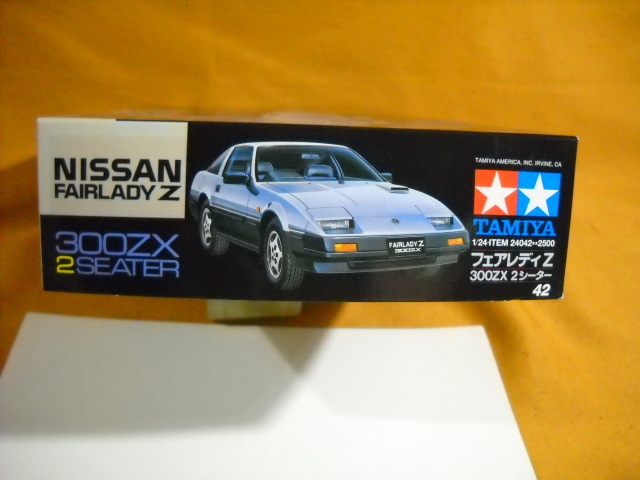 NISSAN
FAIRLADY Z
300ZX
2 SEATER
FAIRLADY Z
300ZX
TAMIYA AMERICA, INC. IRVINE, CA
TAMIYA
1/24 ITEM 24042**2500
フェアレディ Z
300ZX 2シーター
42